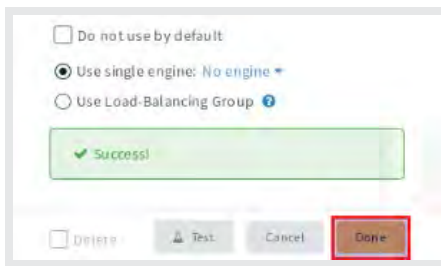 Do not use by default
Use single engine: No engine
Use Load-Balancing Group ?
✔ Success!
Delete Test Cancel Done